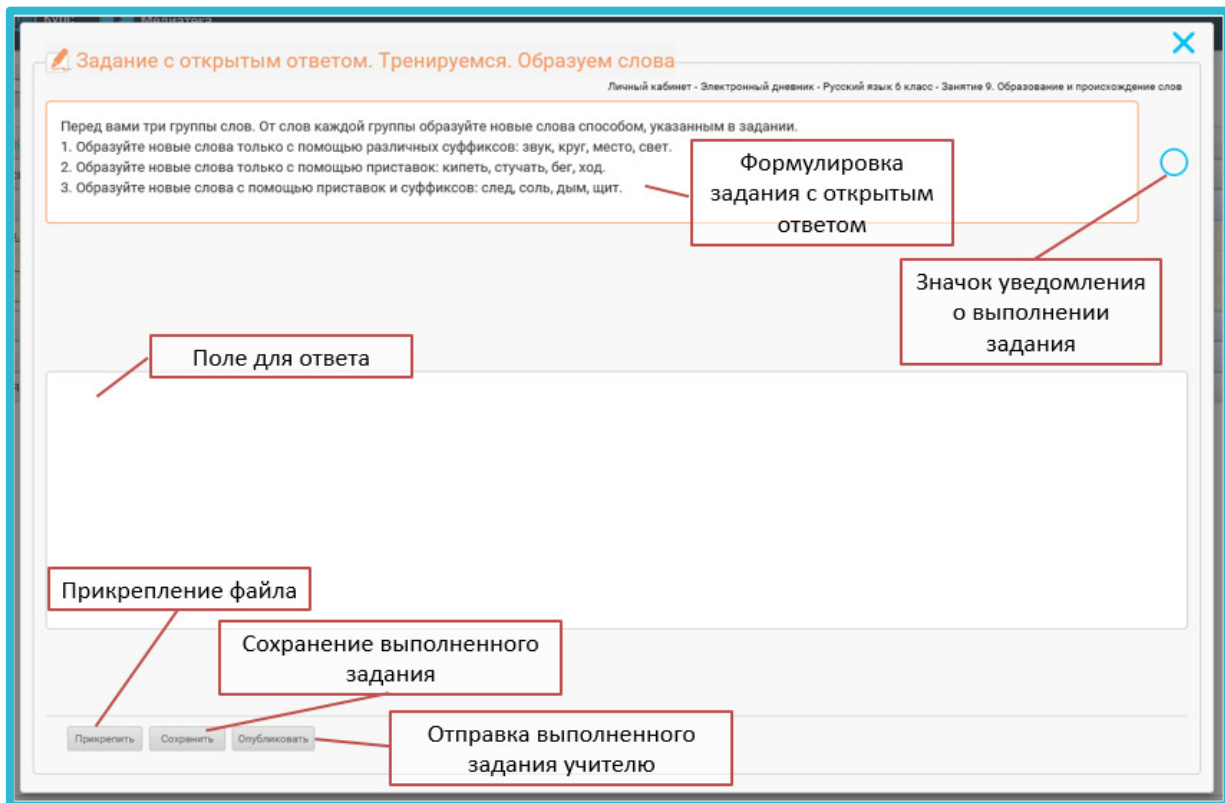 Медиатека
Задание с открытым ответом. Тренируемся. Образуем слова
Личный кабинет - Электронный дневник - Русский язык 6 класс - Занятие 9. Образование и происхождение слов
Перед вами три группы слов. От слов каждой группы образуйте новые слова способом, указанным в задании.
1. Образуйте новые слова только с помощью различных суффиксов: звук, круг, место, свет.
2. Образуйте новые слова только с помощью приставок: кипеть, стучать, бег, ход.
3. Образуйте новые слова с помощью приставок и суффиксов: след, соль, дым, щит.
Формулировка
задания с открытым
ответом
Значок уведомления
о выполнении
задания
Поле для ответа
Прикрепление файла
Сохранение выполненного
задания
Прикрепить Сохранить Опубликовать
Отправка выполненного
задания учителю